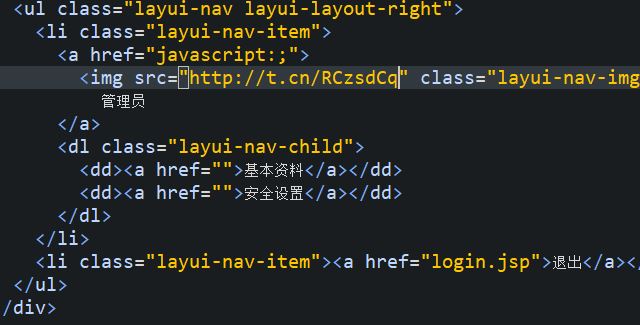 <ul class="layui-nav layui-layout-right">
<li class="layui-nav-item">
<a href="javascript:;">
<img src="http://t.cn/RCzsdCq" class="layui-nav-img
管理员
</a>
<dl class="layui-nav-child">
<dd><a href="">基本资料</a></dd>
<dd><a href="">安全设置</a></dd>
</dl>
</li>
<li class="layui-nav-item"><a href="login.jsp">退出</a></
</ul>
/div>